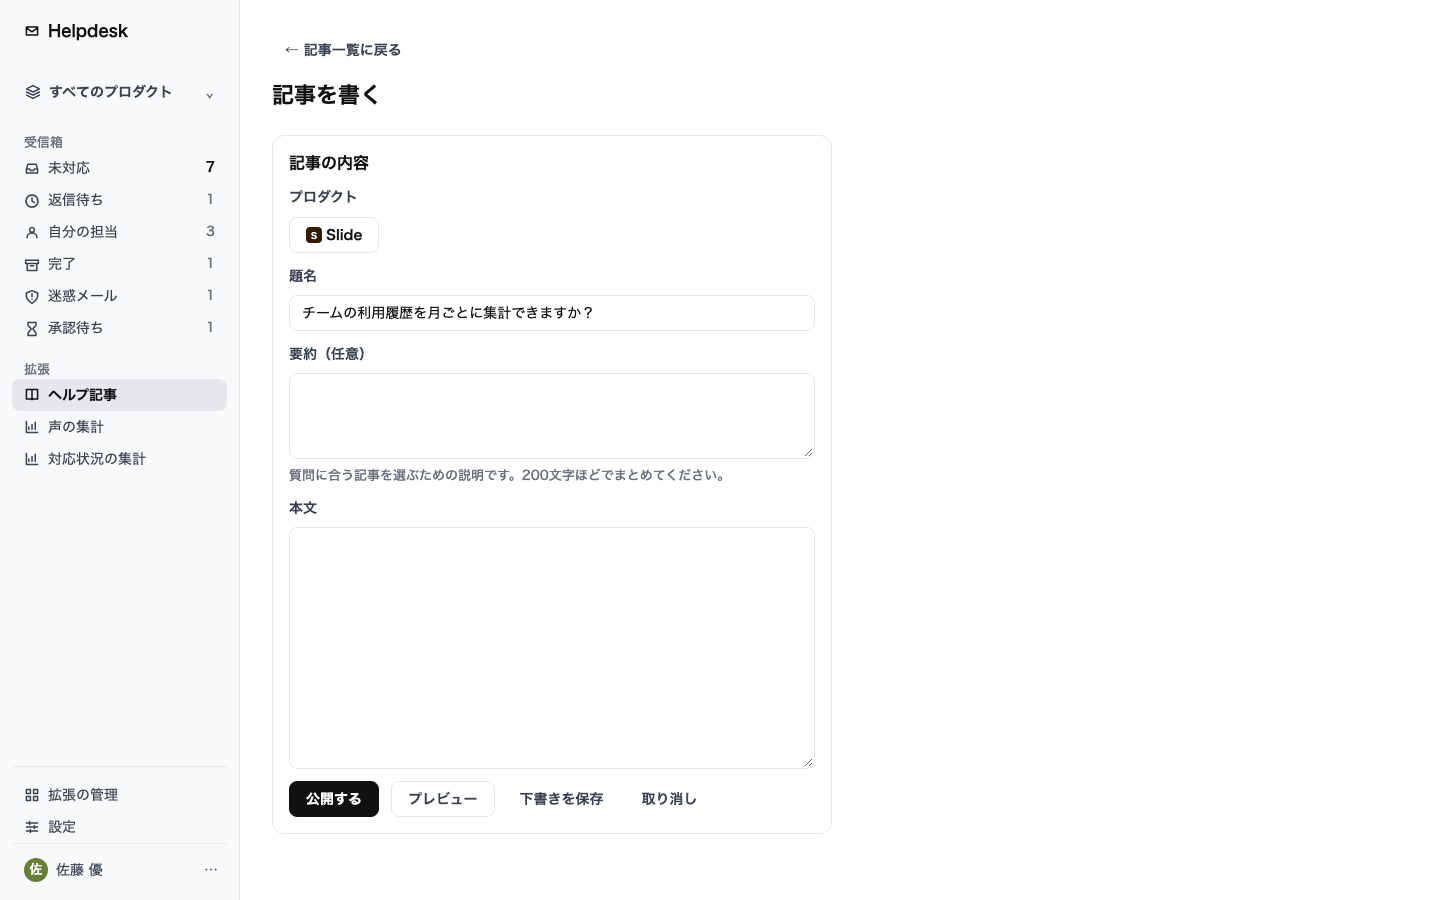 Helpdesk
すべてのプロダクト
受信箱
未対応 7
返信待ち 1
自分の担当 3
完了 1
迷惑メール 1
承認待ち 1
拡張
ヘルプ記事
声の集計
対応状況の集計
拡張の管理
設定
佐 佐藤 優 …
← 記事一覧に戻る
記事を書く
記事の内容
プロダクト
S Slide
題名
チームの利用履歴を月ごとに集計できますか？
要約（任意）
質問に合う記事を選ぶための説明です。200文字ほどでまとめてください。
本文
公開する プレビュー 下書きを保存 取り消し